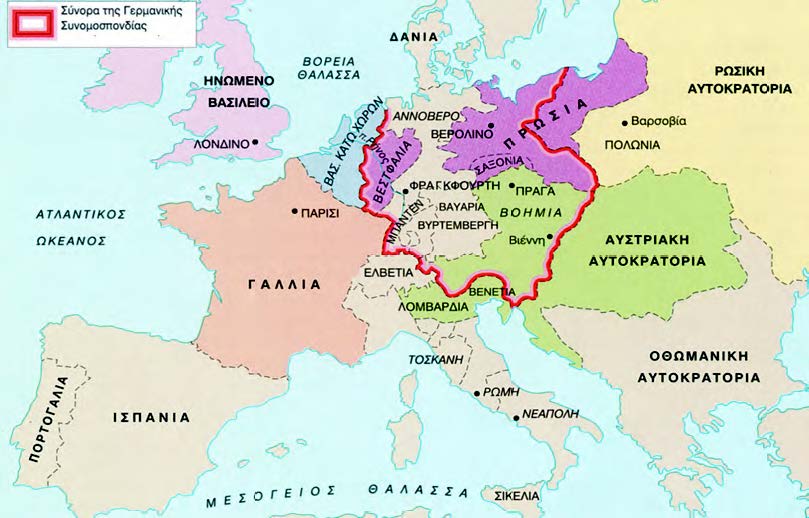 Σύνορα της Γερμανικής
Συνομοσπονδίας
ΔΑΝΙΑ
ΒΟΡΕΙΑ
ΘΑΛΑΣΣΑ
ΗΝΩΜΕΝΟ
ΒΑΣΙΛΕΙΟ
ΛΟΝΔΙΝΟ
ΡΩΣΙΚΗ
ΑΥΤΟΚΡΑΤΟΡΙΑ
Βαρσοβία
ΠΟΛΩΝΙΑ
ΒΑΣ. ΚΑΤΩ ΧΩΡΩΝ
Ρήνος
ΑΝΝΟΒΕΡΟ
ΒΕΡΟΛΙΝΟ
ΠΡΩΣΙΑ
ΣΑΞΟΝΙΑ
ΒΕΣΤΦΑΛΙΑ
ΦΡΑΓΚΦΟΥΡΤΗ
ΠΡΑΓΑ
ΒΑΥΑΡΙΑ
ΒΟΗΜΙΑ
ΜΠΑΝΤΕΝ
ΒΥΡΤΕΜΒΕΡΓΗ
Βιέννη
ΑΤΛΑΝΤΙΚΟΣ
ΩΚΕΑΝΟΣ
ΠΑΡΙΣΙ
ΓΑΛΛΙΑ
ΑΥΣΤΡΙΑΚΗ
ΑΥΤΟΚΡΑΤΟΡΙΑ
ΕΛΒΕΤΙΑ
ΒΕΝΕΤΙΑ
ΛΟΜΒΑΡΔΙΑ
ΟΘΩΜΑΝΙΚΗ
ΑΥΤΟΚΡΑΤΟΡΙΑ
ΤΟΣΚΑΝΗ
ΡΩΜΗ
ΝΕΑΠΟΛΗ
ΠΟΡΤΟΓΑΛΙΑ
ΙΣΠΑΝΙΑ
ΜΕΣΟΓΕΙΟΣ ΘΑΛΑΣΣΑ
ΣΙΚΕΛΙΑ